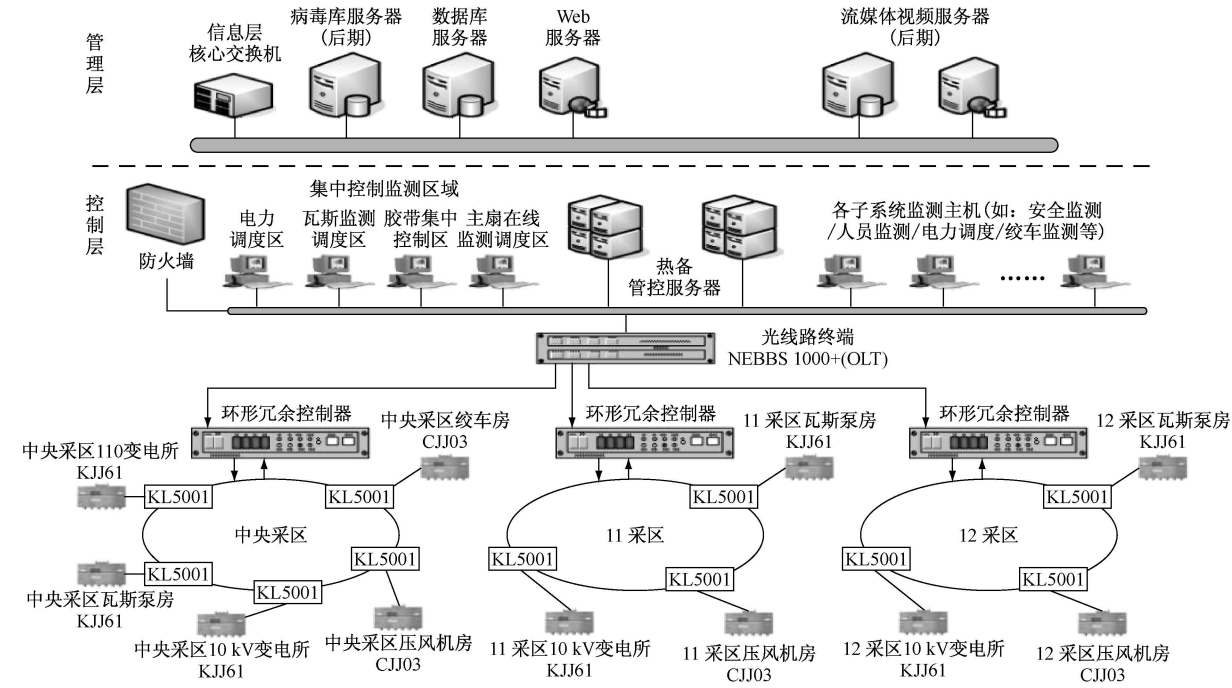 管理层
信息层
核心交换机
病毒库服务器
(后期)
数据库
服务器
Web
服务器
流媒体视频服务器
(后期)
控制层
防火墙
集中控制监测区域
电力
调度区
瓦斯监测
调度区
胶带集中
控制区
主扇在线
监测调度区
热备
管控服务器
各子系统监测主机(如：安全监测
/人员监测/电力调度/绞车监测等)
······
光线路终端
NEBBS 1000+(OLT)
环形冗余控制器
中央采区绞车房
CJJ03
中央采区110变电所
KJJ61
KL5001
KL5001
中央采区
KL5001
KL5001
KL5001
中央采区瓦斯泵房
KJJ61
中央采区10 kV变电所
KJJ61
中央采区压风机房
CJJ03
环形冗余控制器
11 采区瓦斯泵房
KJJ61
KL5001
11 采区
KL5001
KL5001
11 采区10 kV变电所
KJJ61
11 采区压风机房
CJJ03
环形冗余控制器
12 采区瓦斯泵房
KJJ61
KL5001
12 采区
KL5001
KL5001
12 采区10 kV变电所
KJJ61
12 采区压风机房
CJJ03